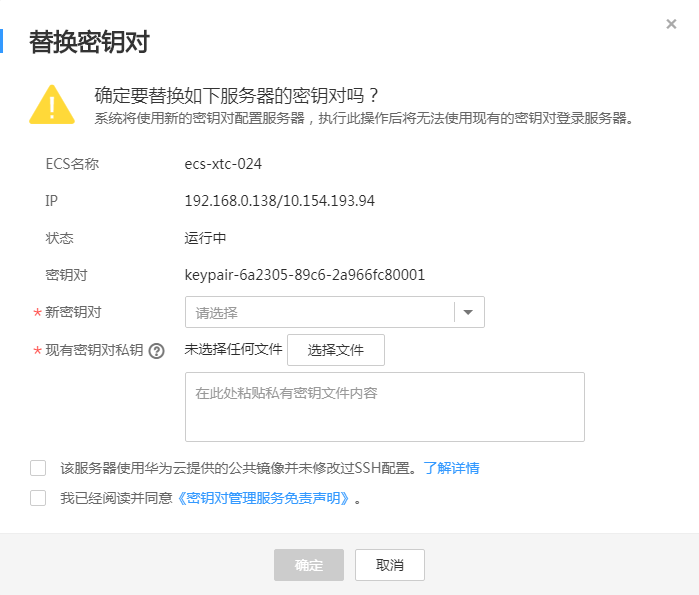 替换密钥对
确定要替换如下服务器的密钥对吗？
系统将使用新的密钥对配置服务器，执行此操作后将无法使用现有的密钥对登录服务器。
ECS名称 ecs-xtc-024
IP 192.168.0.138/10.154.193.94
状态 运行中
密钥对 keypair-6a2305-89c6-2a966fc80001
* 新密钥对 请选择
* 现有密钥对私钥 ? 未选择任何文件 选择文件
在此处粘贴私有密钥文件内容
该服务器使用华为云提供的公共镜像并未修改过SSH配置。了解详情
我已经阅读并同意《密钥对管理服务免责声明》。
确定 取消